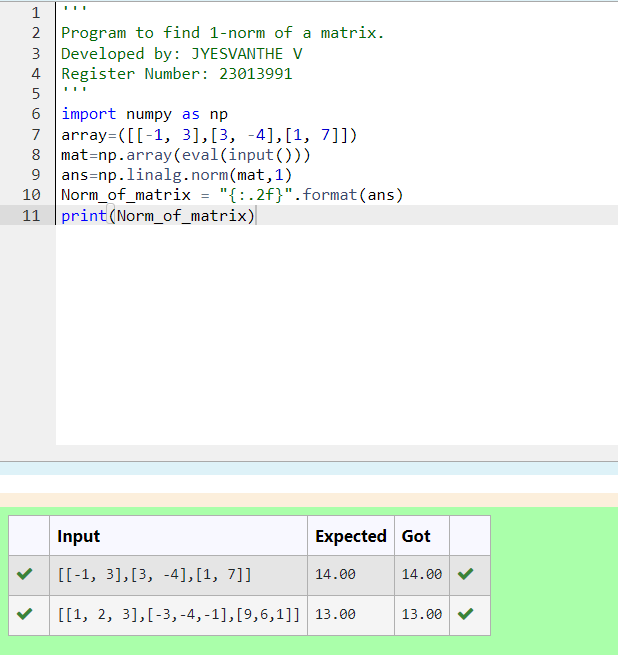 1 '''
2 Program to find 1-norm of a matrix.
3 Developed by: JYESVANTHE V
4 Register Number: 23013991
5 '''
6 import numpy as np
7 array=([[-1, 3],[3, -4],[1, 7]])
8 mat=np.array(eval(input()))
9 ans=np.linalg.norm(mat,1)
10 Norm_of_matrix = "{:.2f}".format(ans)
11 print(Norm_of_matrix)
Input Expected Got
[[-1, 3],[3, -4],[1, 7]] 14.00 14.00
[[1, 2, 3],[-3,-4,-1],[9,6,1]] 13.00 13.00